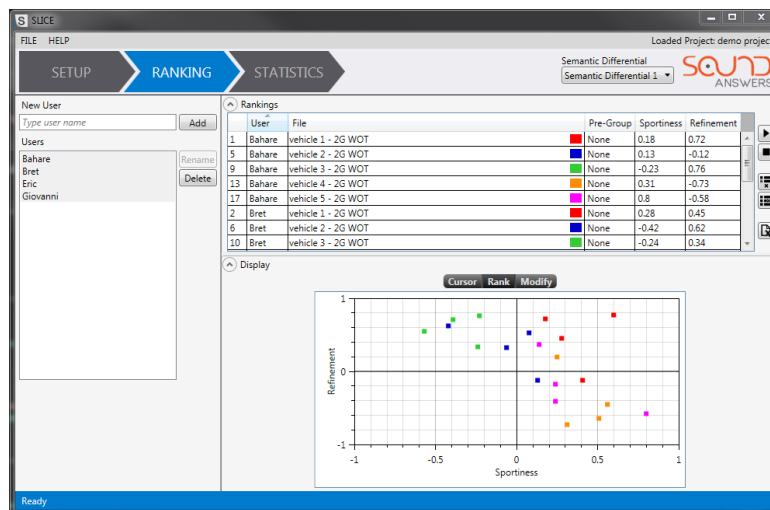 S SLICE
FILE HELP
Loaded Project: demo projec
SETUP RANKING STATISTICS
Semantic Differential
Semantic Differential 1
SOUND
ANSWERS
New User
Type user name Add
Users
Bahare
Bret
Eric
Giovanni
Rename
Delete
Rankings
User File Pre-Group Sportiness Refinement
1 Bahare vehicle 1 - 2G WOT None 0.18 0.72
5 Bahare vehicle 2 - 2G WOT None 0.13 -0.12
9 Bahare vehicle 3 - 2G WOT None -0.23 0.76
13 Bahare vehicle 4 - 2G WOT None 0.31 -0.73
17 Bahare vehicle 5 - 2G WOT None 0.8 -0.58
2 Bret vehicle 1 - 2G WOT None 0.28 0.45
6 Bret vehicle 2 - 2G WOT None -0.42 0.62
10 Bret vehicle 3 - 2G WOT None -0.24 0.34
Display
Cursor Rank Modify
1
0
-1
Refinement
-1 -0.5 0 0.5 1
Sportiness
Ready